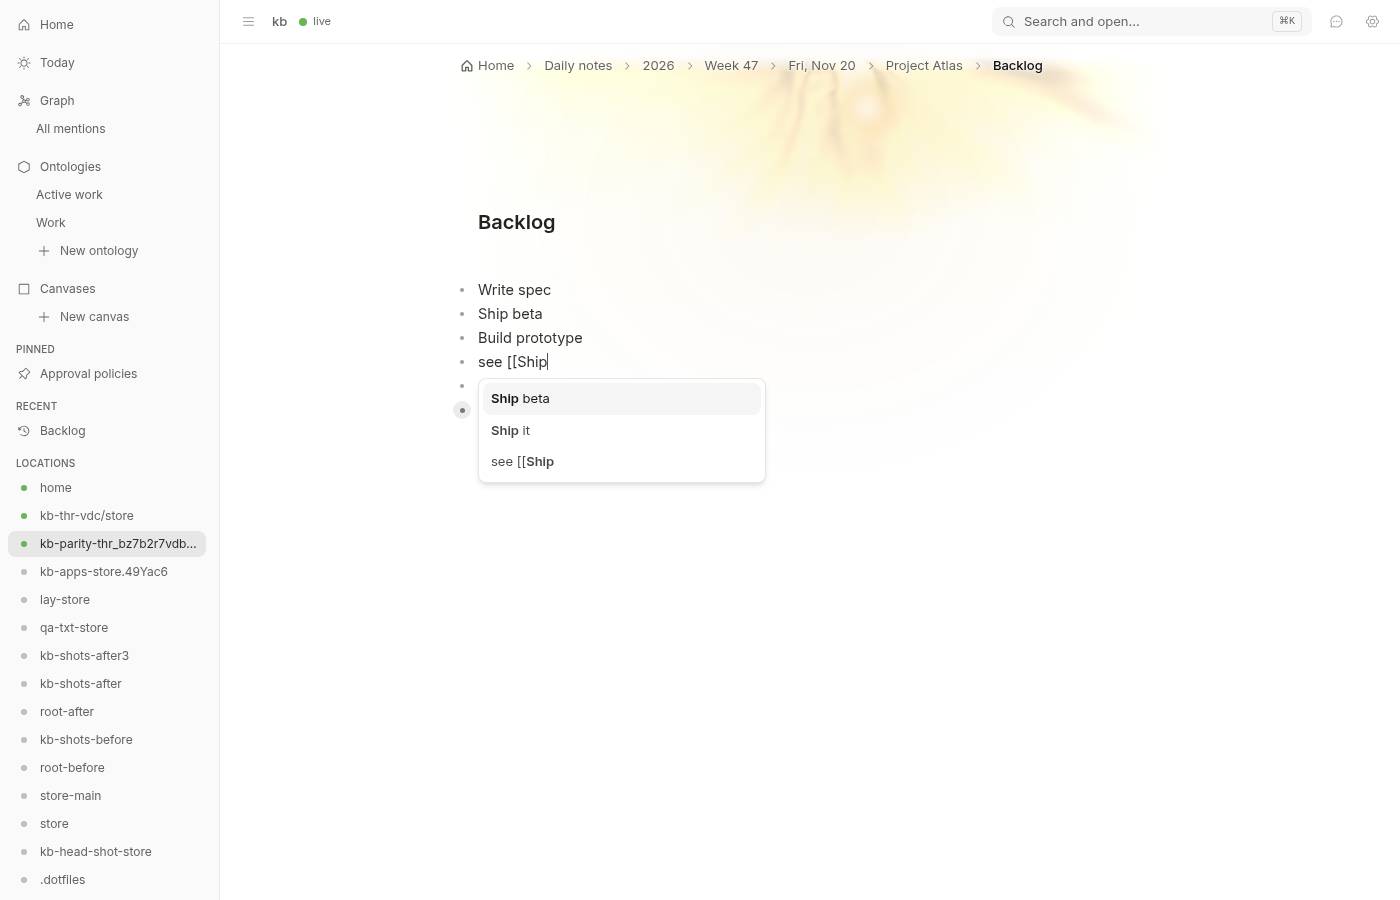 Home
Today
Graph
All mentions
Ontologies
Active work
Work
New ontology
Canvases
New canvas
PINNED
Approval policies
RECENT
Backlog
LOCATIONS
home
kb-thr-vdc/store
kb-parity-thr_bz7b2r7vdb...
kb-apps-store.49Yac6
lay-store
qa-txt-store
kb-shots-after3
kb-shots-after
root-after
kb-shots-before
root-before
store-main
store
kb-head-shot-store
.dotfiles
kb live Search and open... ⌘K
Home > Daily notes > 2026 > Week 47 > Fri, Nov 20 > Project Atlas > Backlog
Backlog
• Write spec
• Ship beta
• Build prototype
• see [[Ship
Ship beta
Ship it
see [[Ship